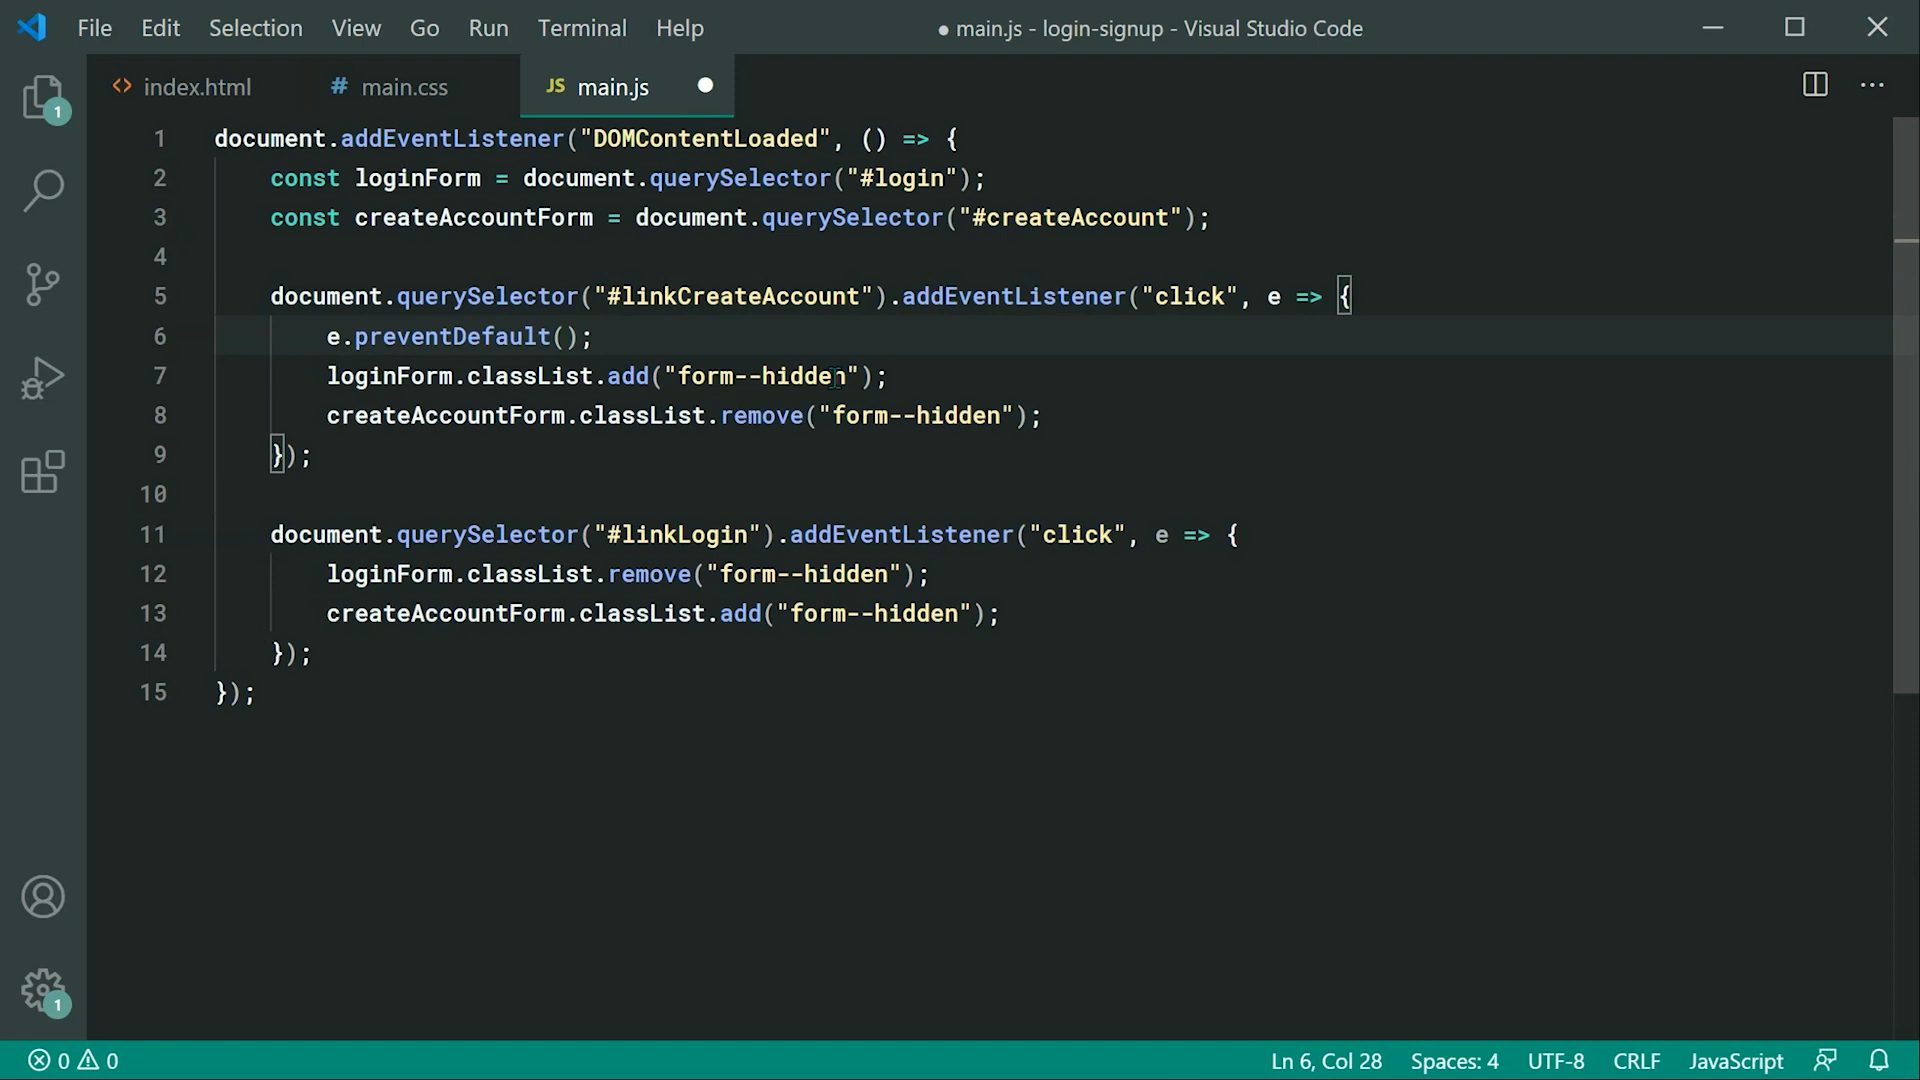 File Edit Selection View Go Run Terminal Help ● main.js - login-signup - Visual Studio Code
<> index.html # main.css JS main.js
1 document.addEventListener("DOMContentLoaded", () => {
2 const loginForm = document.querySelector("#login");
3 const createAccountForm = document.querySelector("#createAccount");
4
5 document.querySelector("#linkCreateAccount").addEventListener("click", e => {
6 e.preventDefault();
7 loginForm.classList.add("form--hidden");
8 createAccountForm.classList.remove("form--hidden");
9 });
10
11 document.querySelector("#linkLogin").addEventListener("click", e => {
12 loginForm.classList.remove("form--hidden");
13 createAccountForm.classList.add("form--hidden");
14 });
15 });
1
1
0 0 Ln 6, Col 28 Spaces: 4 UTF-8 CRLF JavaScript